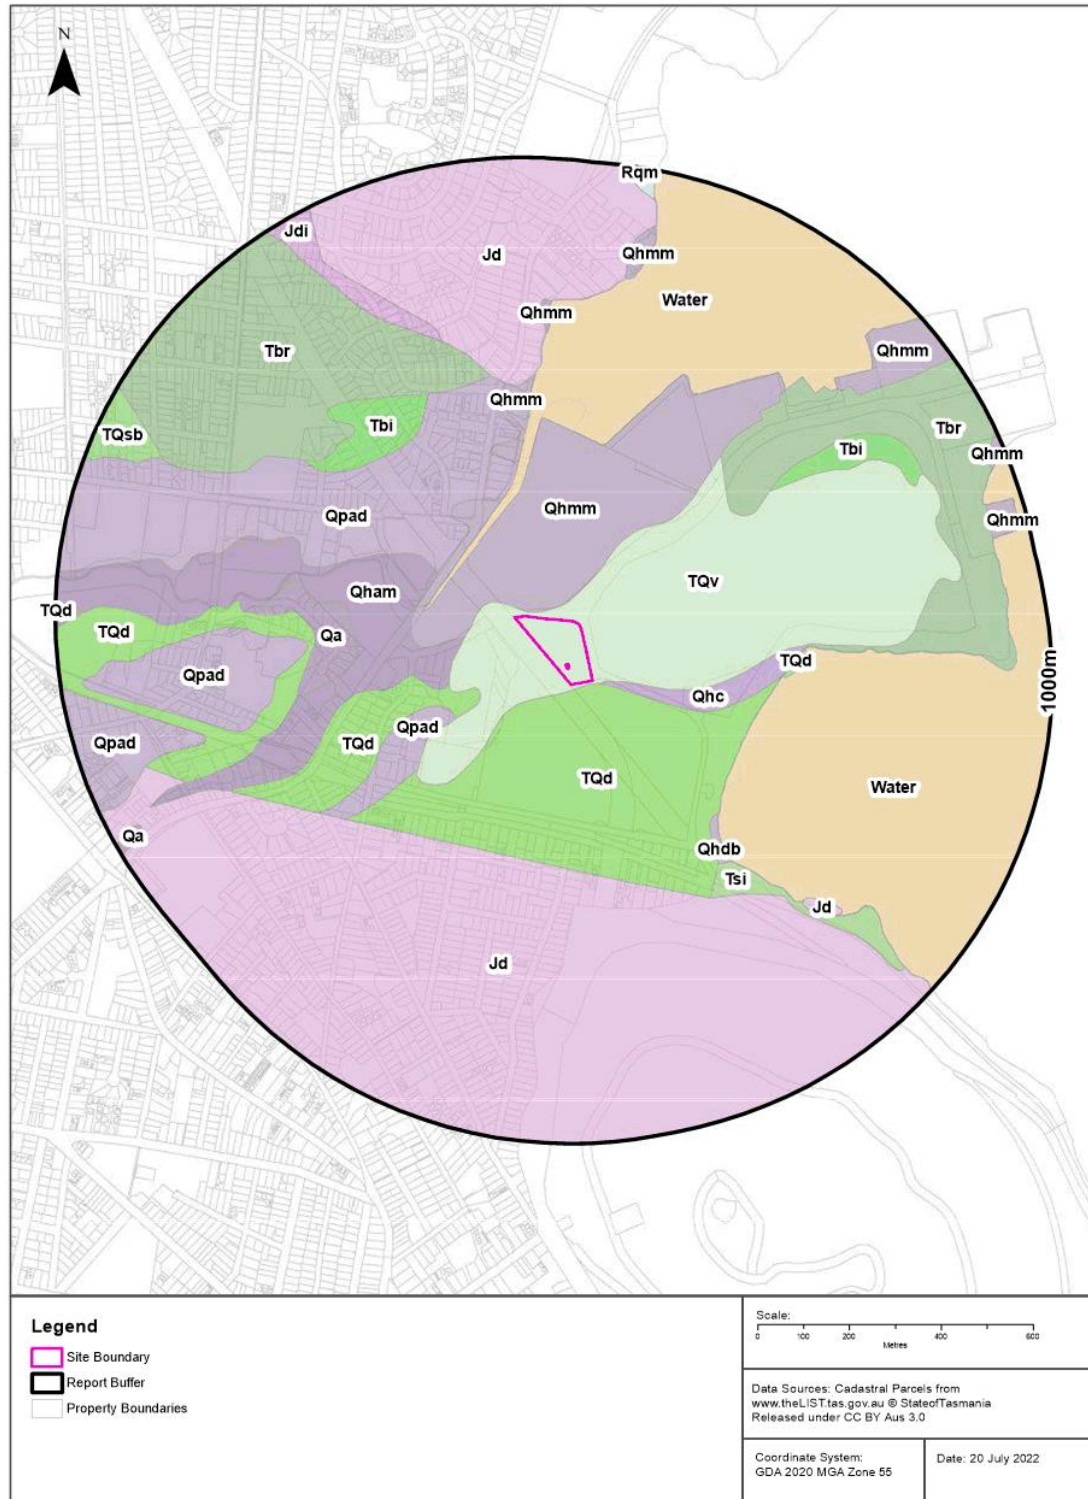 N
Rqm
Jdi
Jd
Qhmm
Water
Qhmm
Tbr
Qhmm
Qhmm
Tbi
TQsb
Tbr
Tbi
Qhmm
Qhmm
Qpad
Qhmm
TQv
Qham
TQd
TQd
Qa
TQd
Qpad
Qhc
1000m
Qpad
Qpad
TQd
TQd
Water
Qa
Qhdb
Tsi
Jd
Jd
Legend
Site Boundary
Report Buffer
Property Boundaries
Scale:
0 100 200 400 600
Metres
Data Sources: Cadastral Parcels from
www.theLIST.tas.gov.au © StateofTasmania
Released under CC BY Aus 3.0
Coordinate System:
GDA 2020 MGA Zone 55
Date: 20 July 2022